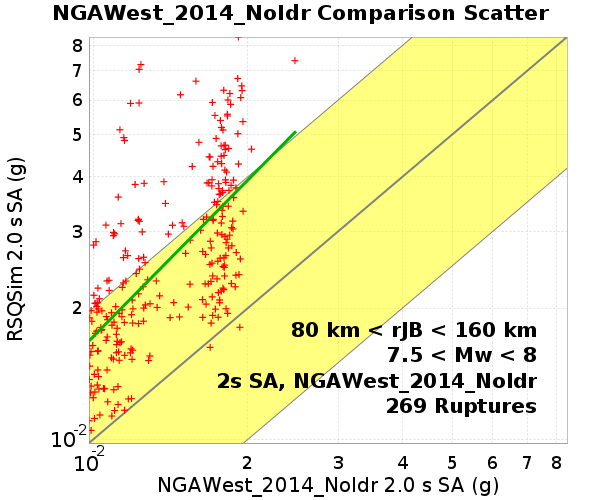 NGAWest_2014_NoIdr Comparison Scatter
RSQSim 2.0 s SA (g)
8
7
6
5
4
3
2
10-2
80 km < rJB < 160 km
7.5 < Mw < 8
2s SA, NGAWest_2014_NoIdr
269 Ruptures
10-2 2 3 4 5 6 7 8
NGAWest_2014_NoIdr 2.0 s SA (g)